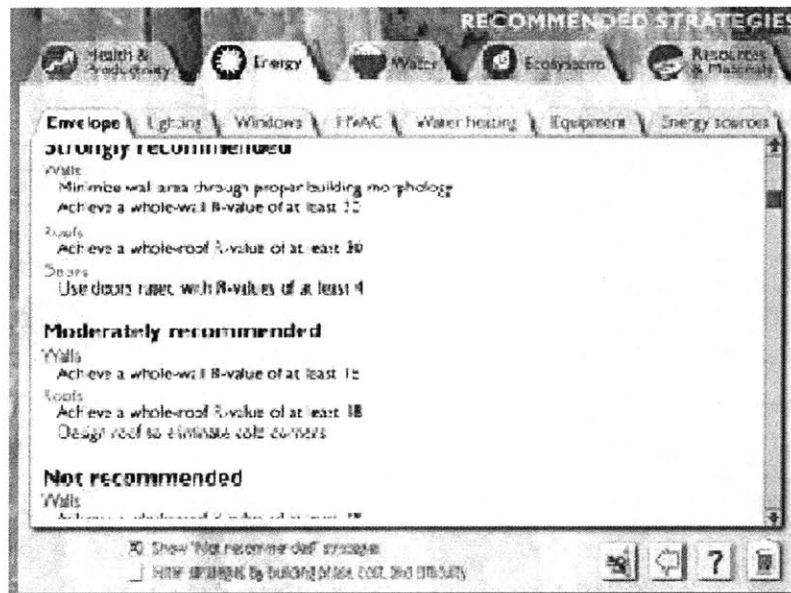 RECOMMENDED STRATEGIES
Health & Productivity
Energy
Water
Ecosystems
Resources & Materials
Envelope
Lighting
Windows
HVAC
Water heating
Equipment
Energy sources
Strongly recommended
Walls
Minimize wall area through proper building morphology
Achieve a whole-wall R-value of at least
Roofs
Achieve a whole-roof R-value of at least
Doors
Use doors rated with R-values of at least 4
Moderately recommended
Walls
Achieve a whole-wall R-value of at least
Roofs
Achieve a whole-roof R-value of at least
Design roof to eliminate cold corners
Not recommended
Walls
Show "Not recommended" strategies
Filter strategies by building phase, cost, and difficulty
?